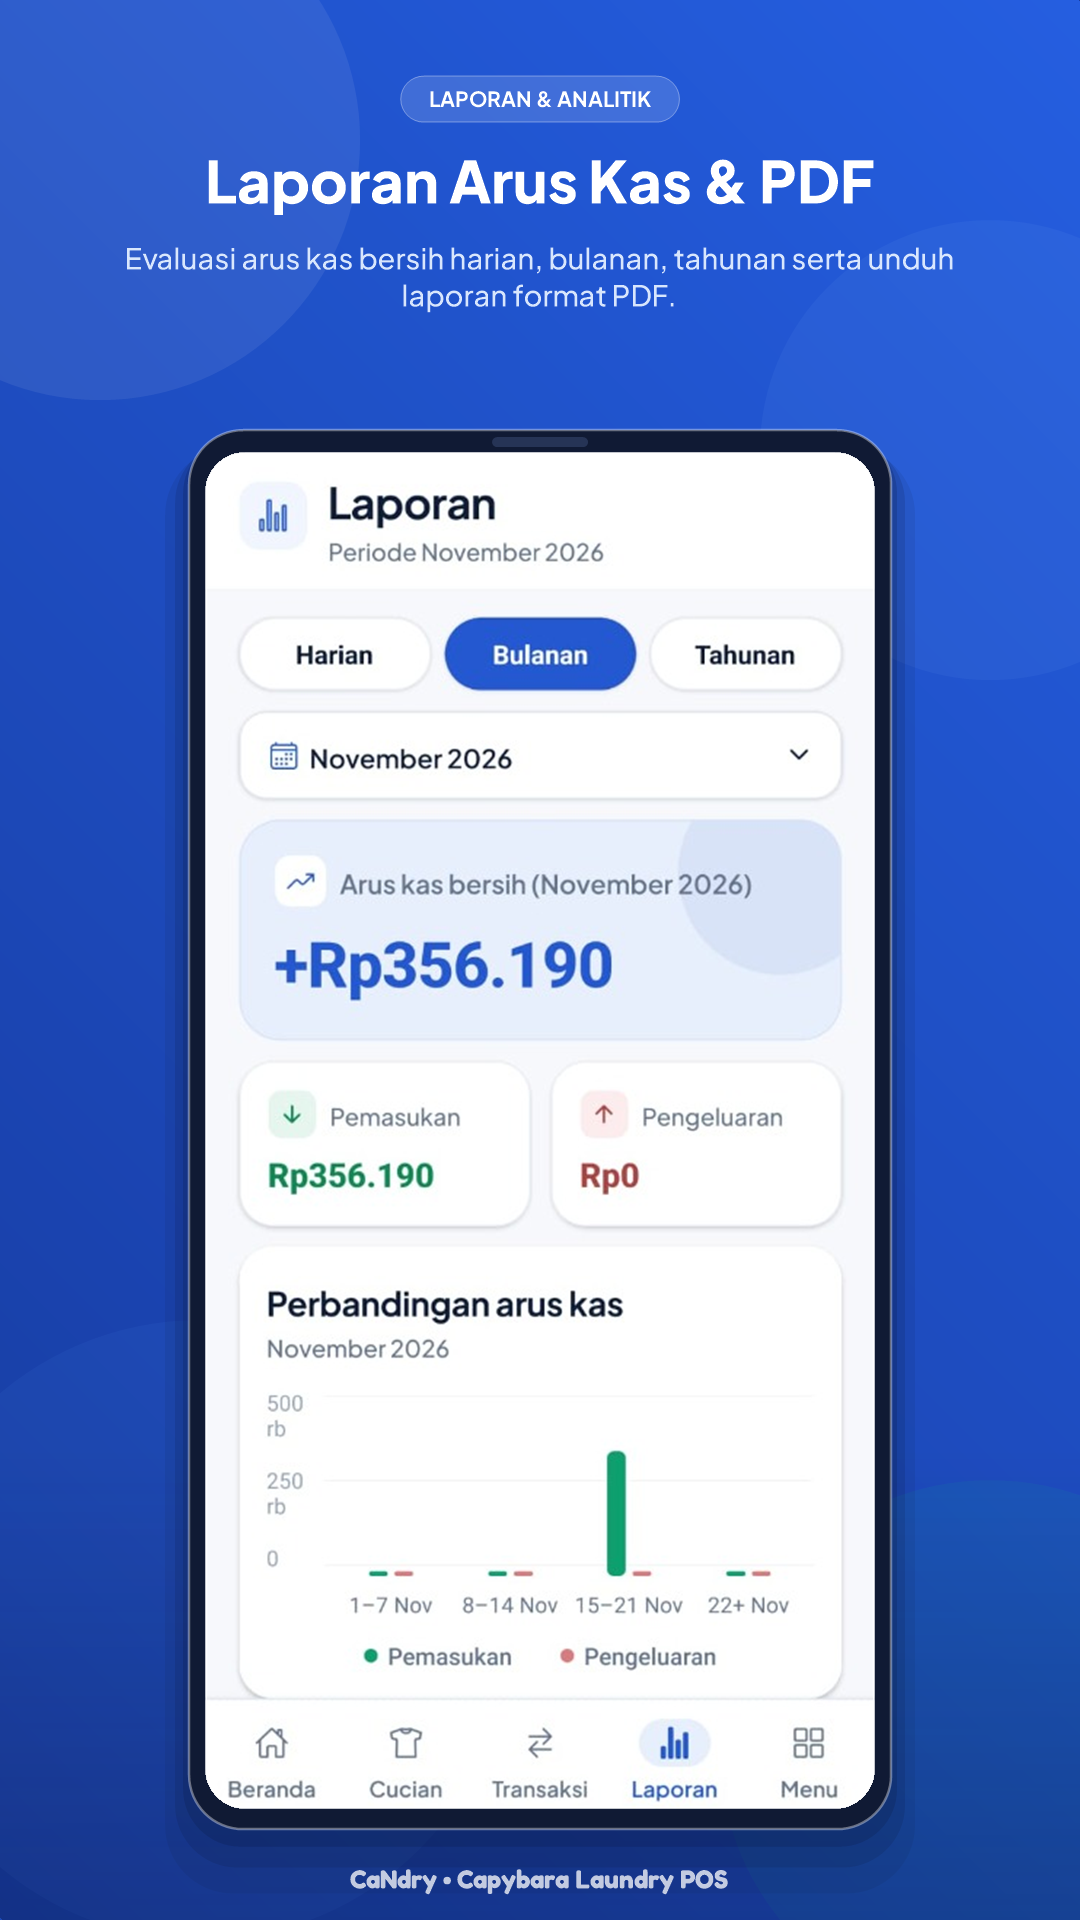 LAPORAN & ANALITIK
Laporan Arus Kas & PDF
Evaluasi arus kas bersih harian, bulanan, tahunan serta unduh
laporan format PDF.
Laporan
Periode November 2026
Harian
Bulanan
Tahunan
November 2026
Arus kas bersih (November 2026)
+Rp356.190
Pemasukan
Rp356.190
Pengeluaran
Rp0
Perbandingan arus kas
November 2026
500
rb
250
rb
0
1–7 Nov
8–14 Nov
15–21 Nov
22+ Nov
Pemasukan
Pengeluaran
Beranda
Cucian
Transaksi
Laporan
Menu
CaNdry • Capybara Laundry POS